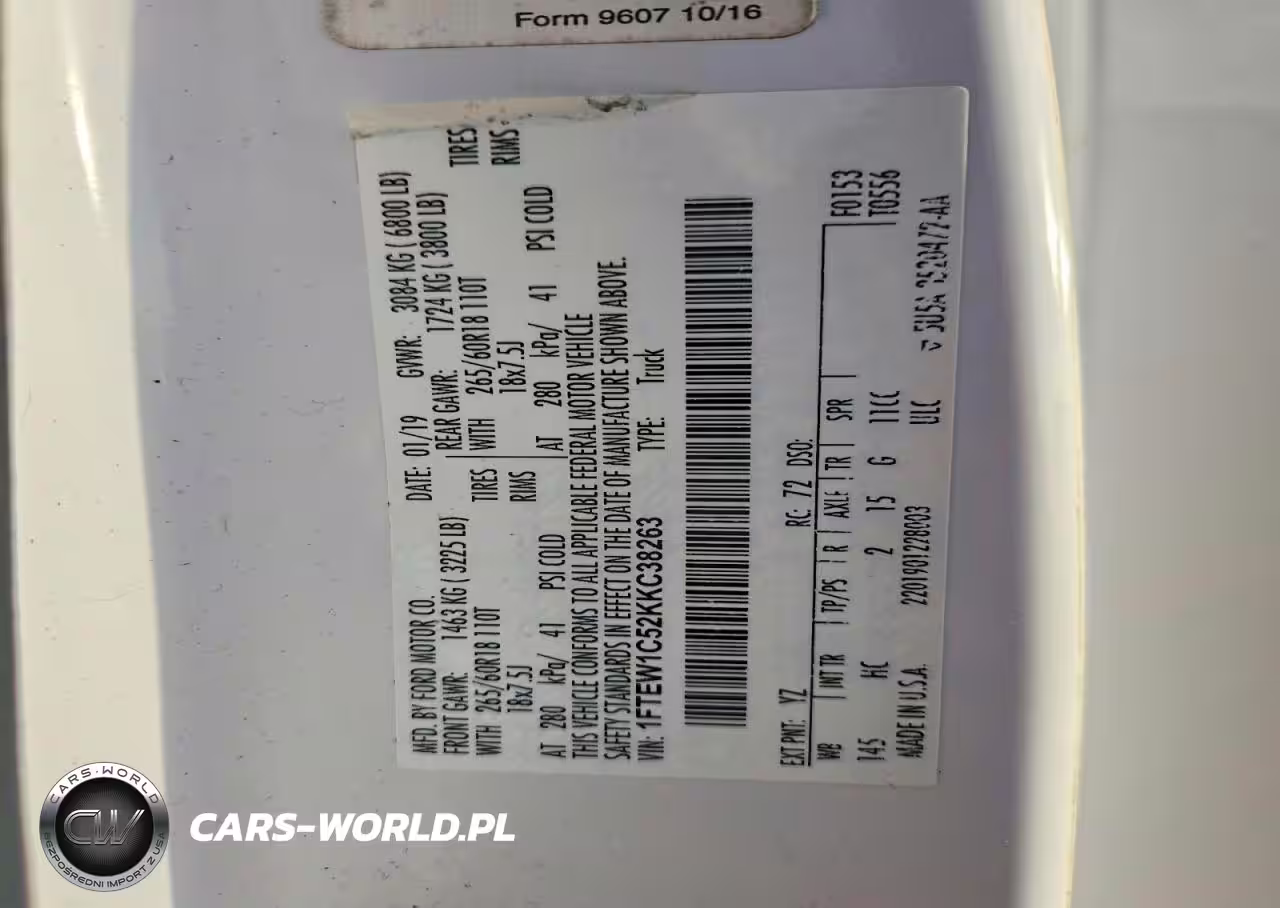 Form 9607 10/16
MFD. BY FORD MOTOR CO. DATE: 01/19 GVWR: 3084 KG ( 6800 LB)
FRONT GAWR: 1463 KG ( 3225 LB) REAR GAWR: 1724 KG ( 3800 LB)
WITH 265/60R18 110T TIRES WITH 265/60R18 110T TIRES
18x7.5J RIMS 18x7.5J RIMS
AT 280 kPa/ 41 PSI COLD AT 280 kPa/ 41 PSI COLD
THIS VEHICLE CONFORMS TO ALL APPLICABLE FEDERAL MOTOR VEHICLE
SAFETY STANDARDS IN EFFECT ON THE DATE OF MANUFACTURE SHOWN ABOVE.
VIN: 1FTEW1C52KKC38263 TYPE: Truck
EXT PNT: YZ RC: 72 DSO: F0153
WB INT TR TP/PS R AXLE TR SPR T0556
145 HC 2 15 G 11CC
MADE IN U.S.A. ULC
CARS-WORLD
CW
BEZPOŚREDNI IMPORT Z USA
CARS-WORLD.PL